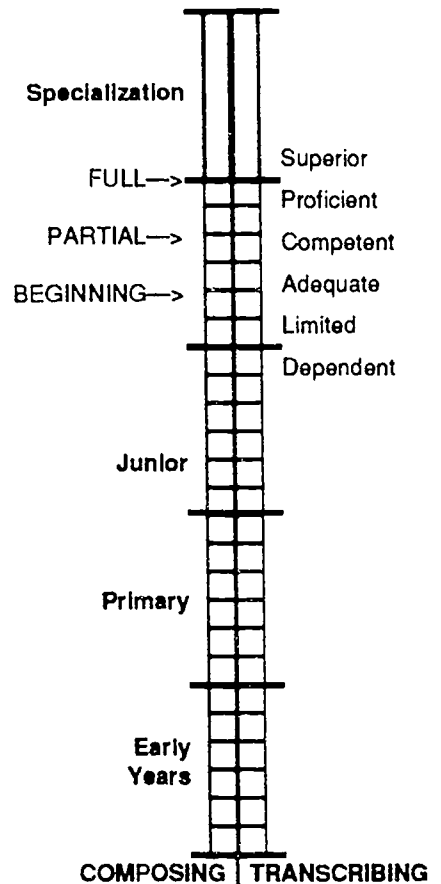 Specialization
Superior
FULL—>
Proficient
PARTIAL—>
Competent
BEGINNING—>
Adequate
Limited
Dependent
Junior
Primary
Early
Years
COMPOSING TRANSCRIBING